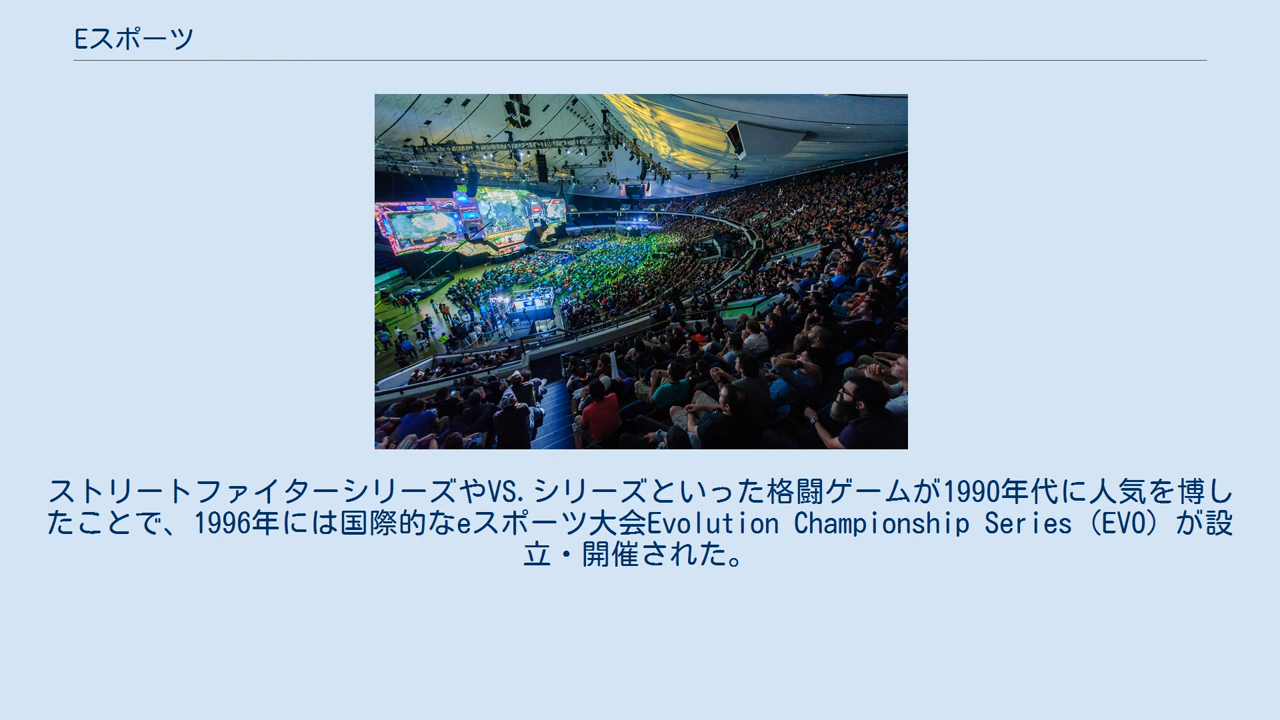 Eスポーツ
ストリートファイターシリーズやVS.シリーズといった格闘ゲームが1990年代に人気を博し
たことで、1996年には国際的なeスポーツ大会Evolution Championship Series（EVO）が設
立・開催された。